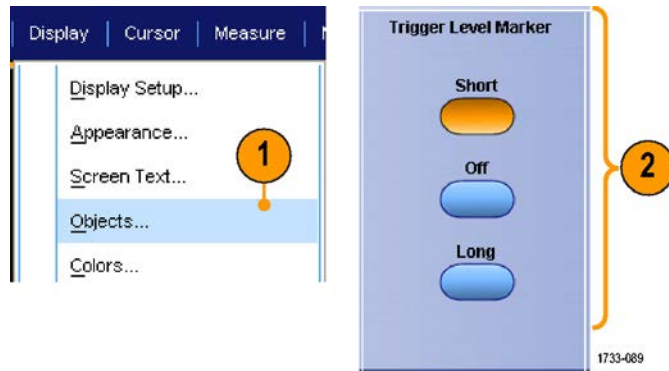 Display | Cursor | Measure |
Display Setup...
Appearance...
Screen Text...
Objects...
Colors...
1
Trigger Level Marker
Short
Off
Long
2
1733-089